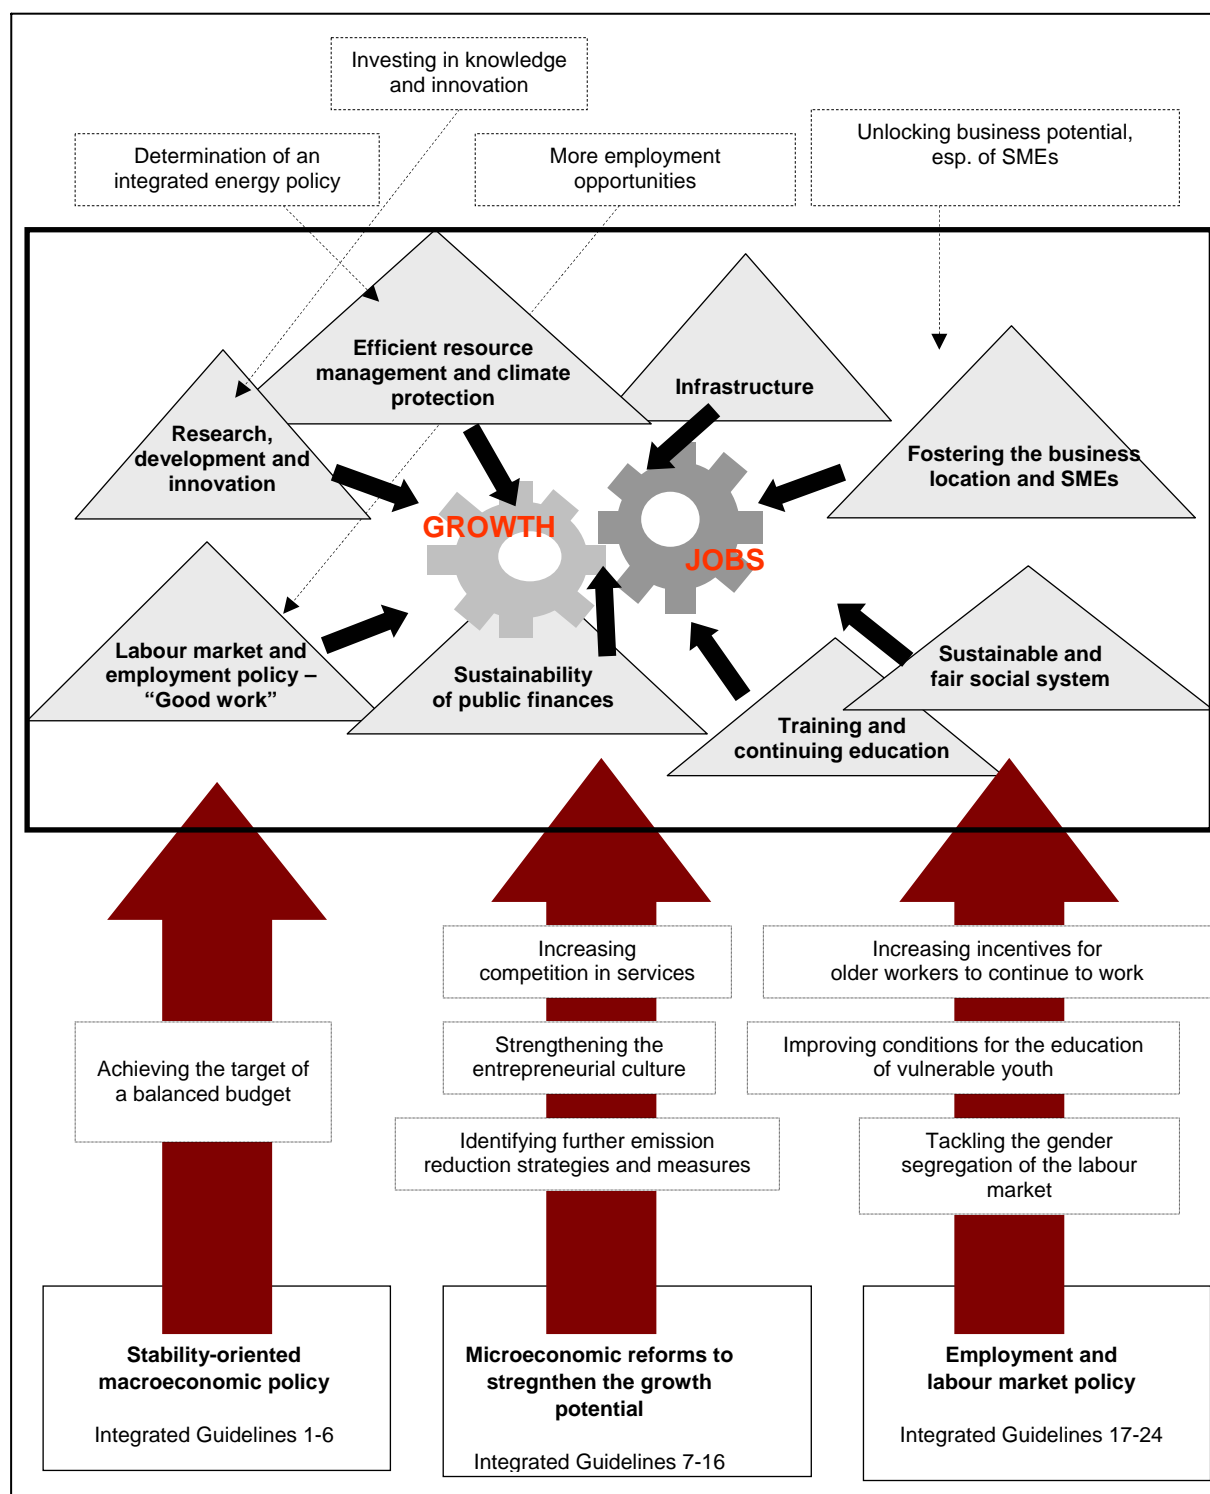 Investing in knowledge
and innovation
Determination of an
integrated energy policy
More employment
opportunities
Unlocking business potential,
esp. of SMEs
Efficient resource
management and climate
protection
Infrastructure
Research,
development and
innovation
Fostering the business
location and SMEs
GROWTH
JOBS
Labour market and
employment policy –
“Good work”
Sustainability
of public finances
Sustainable and
fair social system
Training and
continuing education
Increasing
competition in services
Increasing incentives for
older workers to continue to work
Achieving the target of
a balanced budget
Strengthening the
entrepreneurial culture
Improving conditions for the education
of vulnerable youth
Identifying further emission
reduction strategies and measures
Tackling the gender
segregation of the labour
market
Stability-oriented
macroeconomic policy
Integrated Guidelines 1-6
Microeconomic reforms to
stregnthen the growth
potential
Integrated Guidelines 7-16
Employment and
labour market policy
Integrated Guidelines 17-24